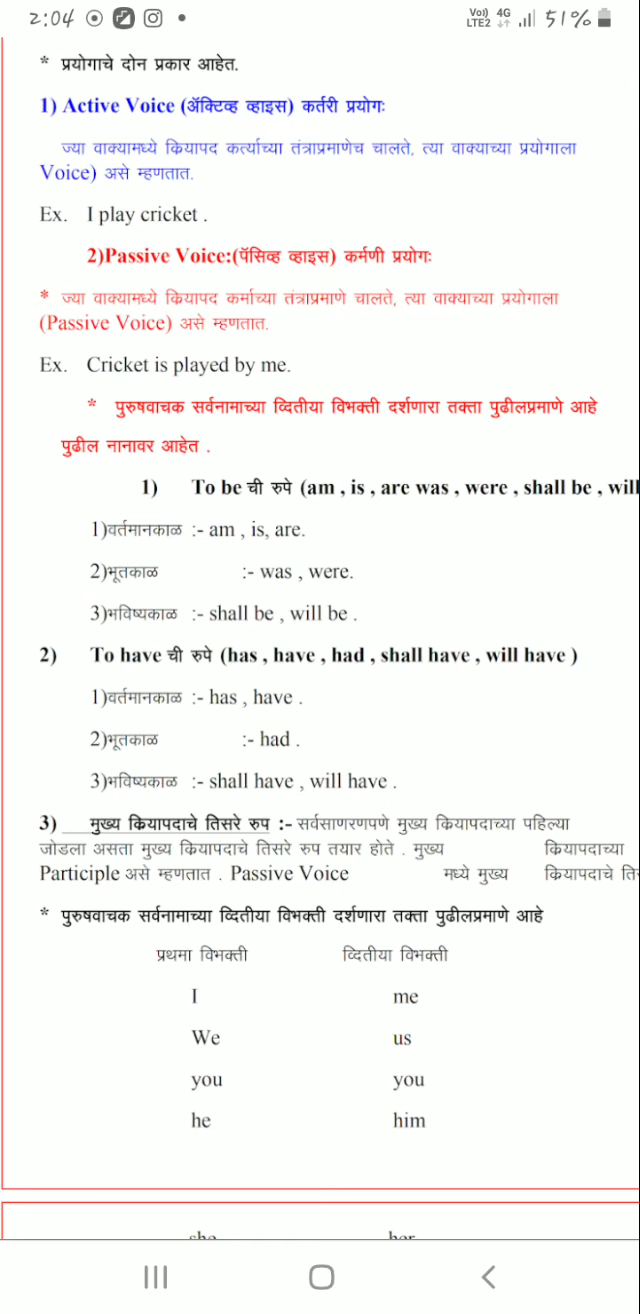 2:04
Vo)) 4G
LTE2 51%
* प्रयोगाचे दोन प्रकार आहेत.
1) Active Voice (ॲक्टिव्ह व्हाइस) कर्तरी प्रयोगः
ज्या वाक्यामध्ये क्रियापद कर्त्याच्या तंत्राप्रमाणेच चालते, त्या वाक्याच्या प्रयोगाला
Voice) असे म्हणतात.
Ex. I play cricket .
2)Passive Voice:(पॅसिव्ह व्हाइस) कर्मणी प्रयोगः
* ज्या वाक्यामध्ये क्रियापद कर्माच्या तंत्राप्रमाणे चालते, त्या वाक्याच्या प्रयोगाला
(Passive Voice) असे म्हणतात.
Ex. Cricket is played by me.
* पुरुषवाचक सर्वनामाच्या व्दितीया विभक्ती दर्शणारा तक्ता पुढीलप्रमाणे आहे
पुढील नानावर आहेत .
1) To be ची रुपे (am , is , are was , were , shall be , will
1)वर्तमानकाळ :- am , is, are.
2)भूतकाळ :- was , were.
3)भविष्यकाळ :- shall be , will be .
2) To have ची रुपे (has , have , had , shall have , will have )
1)वर्तमानकाळ :- has , have .
2)भूतकाळ :- had .
3)भविष्यकाळ :- shall have , will have .
3) मुख्य क्रियापदाचे तिसरे रुप :- सर्वसाणरणपणे मुख्य क्रियापदाच्या पहिल्या
जोडला असता मुख्य क्रियापदाचे तिसरे रुप तयार होते . मुख्य क्रियापदाच्या
Participle असे म्हणतात . Passive Voice मध्ये मुख्य क्रियापदाचे
* पुरुषवाचक सर्वनामाच्या व्दितीया विभक्ती दर्शणारा तक्ता पुढीलप्रमाणे आहे
प्रथमा विभक्ती व्दितीया विभक्ती
I me
We us
you you
he him
she her